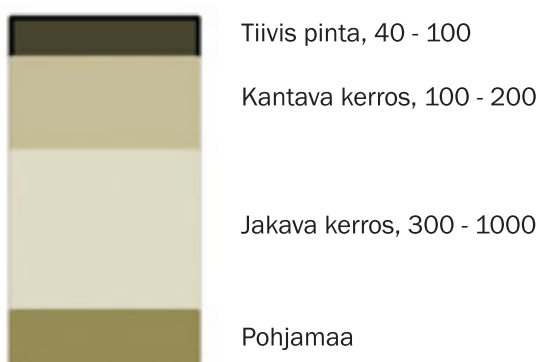 Tiivis pinta, 40 - 100
Kantava kerros, 100 - 200
Jakava kerros, 300 - 1000
Pohjamaa